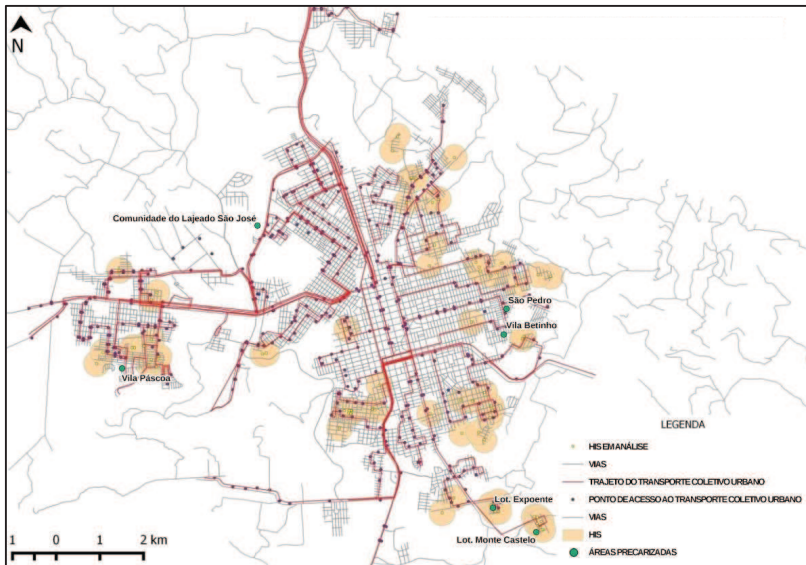 N
Comunidade do Lajeado São José
São Pedro
Vila Betinho
Vila Páscoa
Lot. Expoente
Lot. Monte Castelo
LEGENDA
HIS EM ANÁLISE
VIAS
TRAJETO DO TRANSPORTE COLETIVO URBANO
PONTO DE ACESSO AO TRANSPORTE COLETIVO URBANO
VIAS
HIS
ÁREAS PRECARIZADAS
1 0 1 2 km